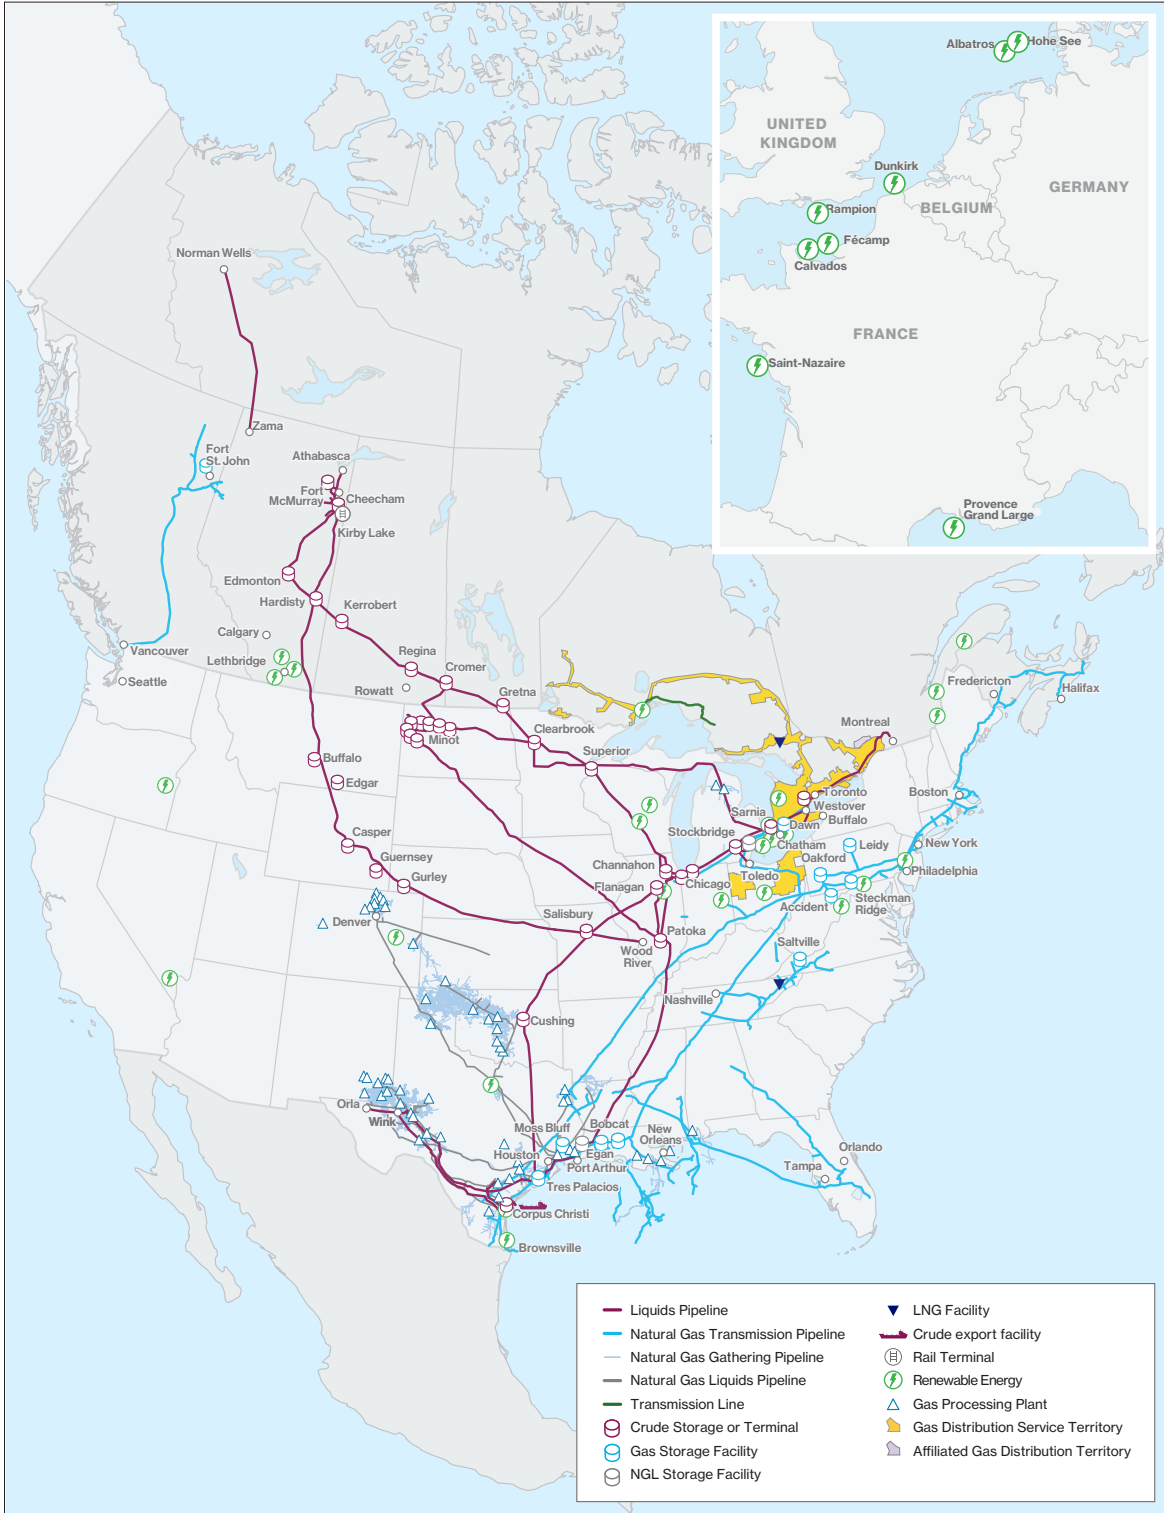 Albatros
Hohe See
UNITED
KINGDOM
Dunkirk
GERMANY
BELGIUM
Rampion
Fécamp
Calvados
FRANCE
Saint-Nazaire
Provence
Grand Large
Norman Wells
Zama
Fort
St. John
Athabasca
Fort
McMurray
Cheecham
Kirby Lake
Edmonton
Hardisty
Kerrobert
Calgary
Vancouver
Lethbridge
Regina
Cromer
Seattle
Rowatt
Gretna
Fredericton
Halifax
Minot
Clearbrook
Montreal
Superior
Buffalo
Edgar
Toronto
Boston
Sarnia
Westover
Buffalo
Dawn
Stockbridge
Casper
Chatham
Leidy
New York
Guernsey
Oakford
Channahon
Gurley
Flanagan
Chicago
Toledo
Philadelphia
Accident
Steckman
Ridge
Denver
Salisbury
Patoka
Wood
River
Saltville
Nashville
Cushing
Orla
Wink
Moss Bluff
Bobcat
New
Orleans
Houston
Egan
Port Arthur
Orlando
Tampa
Tres Palacios
Corpus Christi
Brownsville
Liquids Pipeline
Natural Gas Transmission Pipeline
Natural Gas Gathering Pipeline
Natural Gas Liquids Pipeline
Transmission Line
Crude Storage or Terminal
Gas Storage Facility
NGL Storage Facility
LNG Facility
Crude export facility
Rail Terminal
Renewable Energy
Gas Processing Plant
Gas Distribution Service Territory
Affiliated Gas Distribution Territory